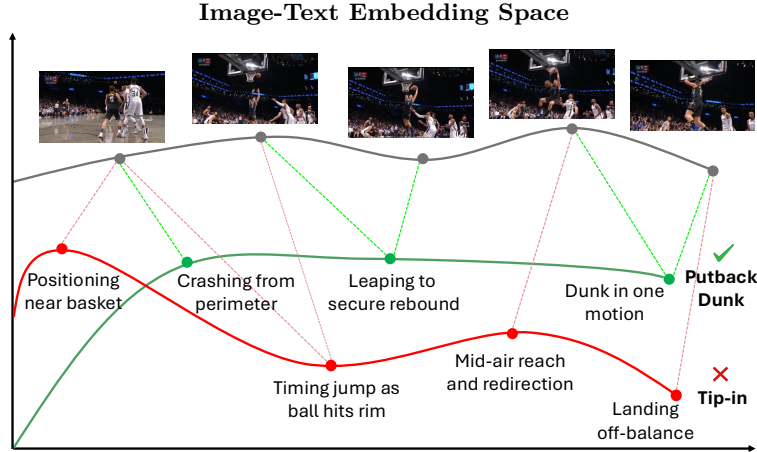 Image-Text Embedding Space
Positioning
near basket
Crashing from
perimeter
Leaping to
secure rebound
Dunk in one
motion
Putback
Dunk
Timing jump as
ball hits rim
Mid-air reach
and redirection
Landing
off-balance
Tip-in